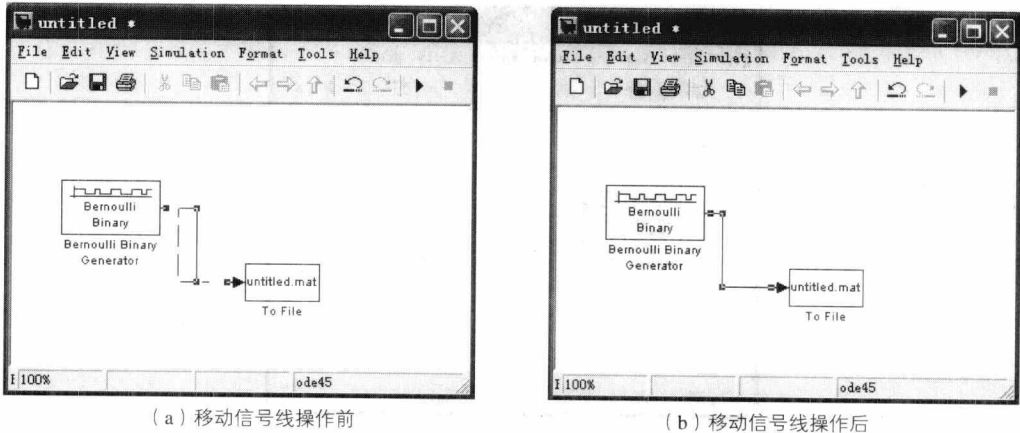 untitled *
File Edit View Simulation Format Tools Help
Bernoulli
Binary
Bernoulli Binary
Generator
untitled.mat
To File
100%
ode45
(a)移动信号线操作前
untitled *
File Edit View Simulation Format Tools Help
Bernoulli
Binary
Bernoulli Binary
Generator
untitled.mat
To File
100%
ode45
(b)移动信号线操作后